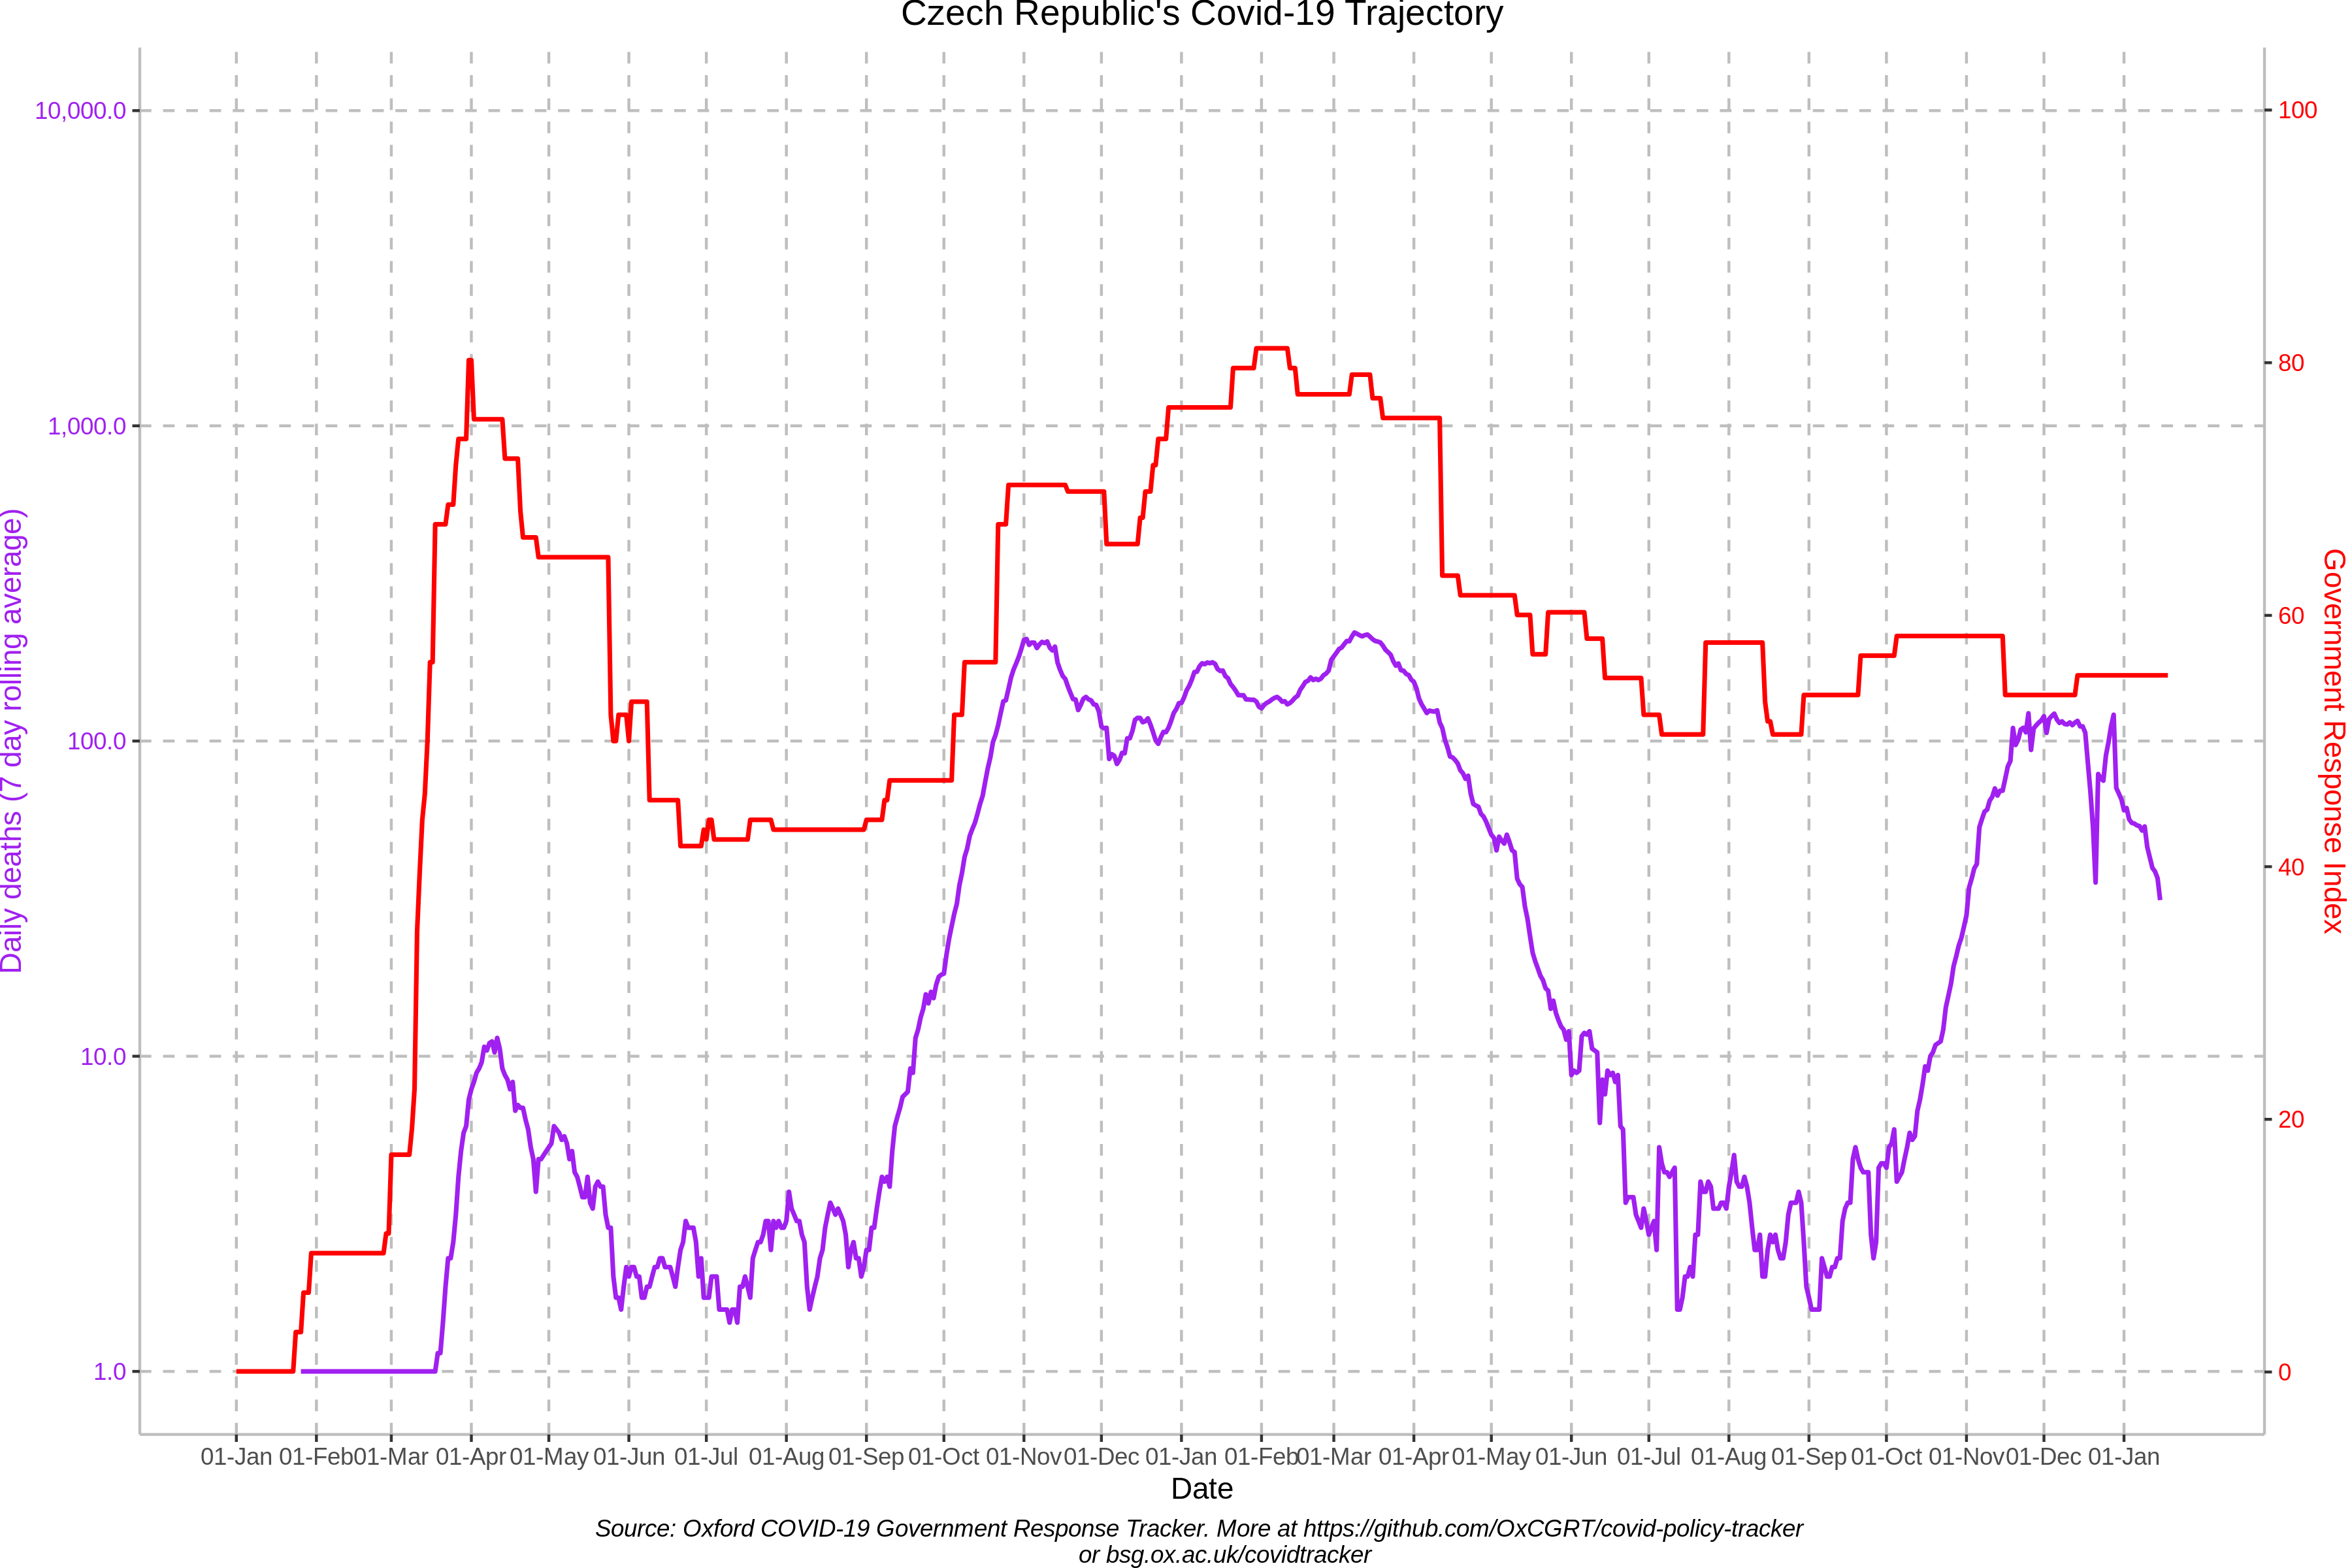 Czech Republic's Covid-19 Trajectory
10,000.0
1,000.0
100.0
10.0
1.0
Daily deaths (7 day rolling average)
100
80
60
40
20
0
Government Response Index
01-Jan 01-Feb 01-Mar 01-Apr 01-May 01-Jun 01-Jul 01-Aug 01-Sep 01-Oct 01-Nov 01-Dec 01-Jan 01-Feb 01-Mar 01-Apr 01-May 01-Jun 01-Jul 01-Aug 01-Sep 01-Oct 01-Nov 01-Dec 01-Jan
Date
Source: Oxford COVID-19 Government Response Tracker. More at https://github.com/OxCGRT/covid-policy-tracker
or bsg.ox.ac.uk/covidtracker